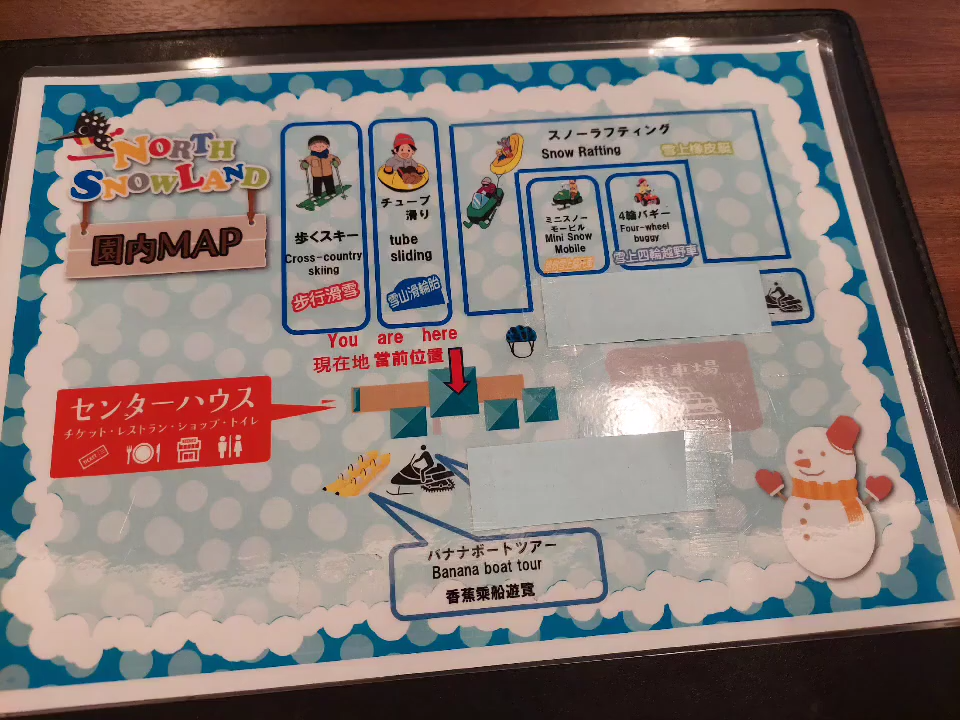 NORTH
SNOWLAND
園内MAP
歩くスキー
Cross-country
skiing
步行滑雪
チューブ
滑り
tube
sliding
雪山滑輪胎
スノーラフティング
Snow Rafting
雪上橡皮艇
ミニスノー
モービル
Mini Snow
Mobile
4輪バギー
Four-wheel
buggy
雪上四輪越野車
You are here
現在地 當前位置
駐車場
センターハウス
チケット・レストラン・ショップ・トイレ
バナナボートツアー
Banana boat tour
香蕉乘船遊覽